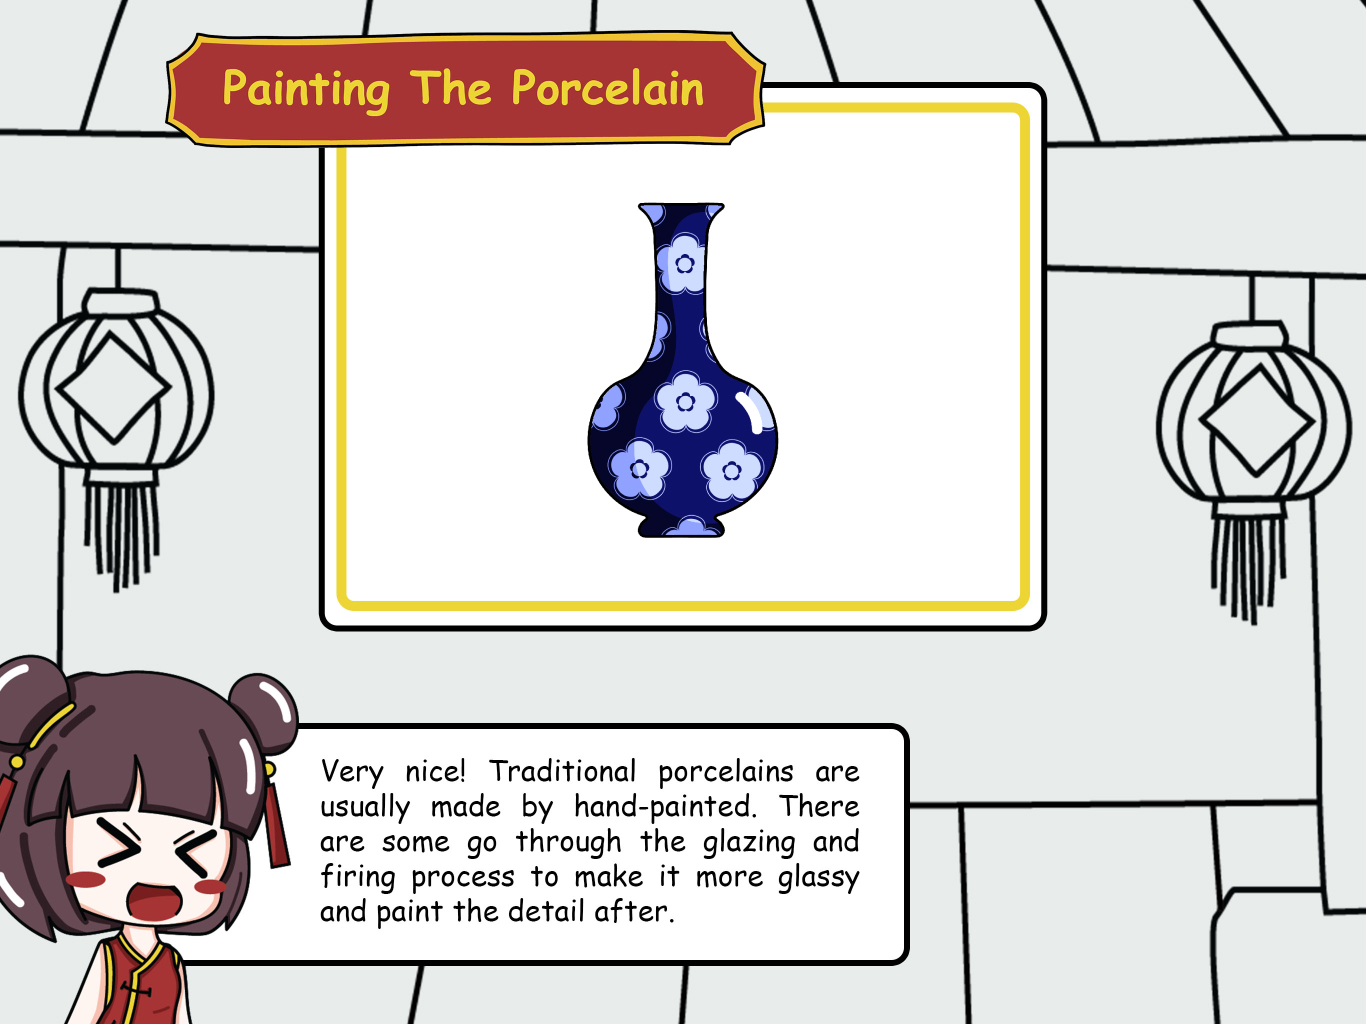 Painting The Porcelain
Very nice! Traditional porcelains are
usually made by hand-painted. There
are some go through the glazing and
firing process to make it more glassy
and paint the detail after.